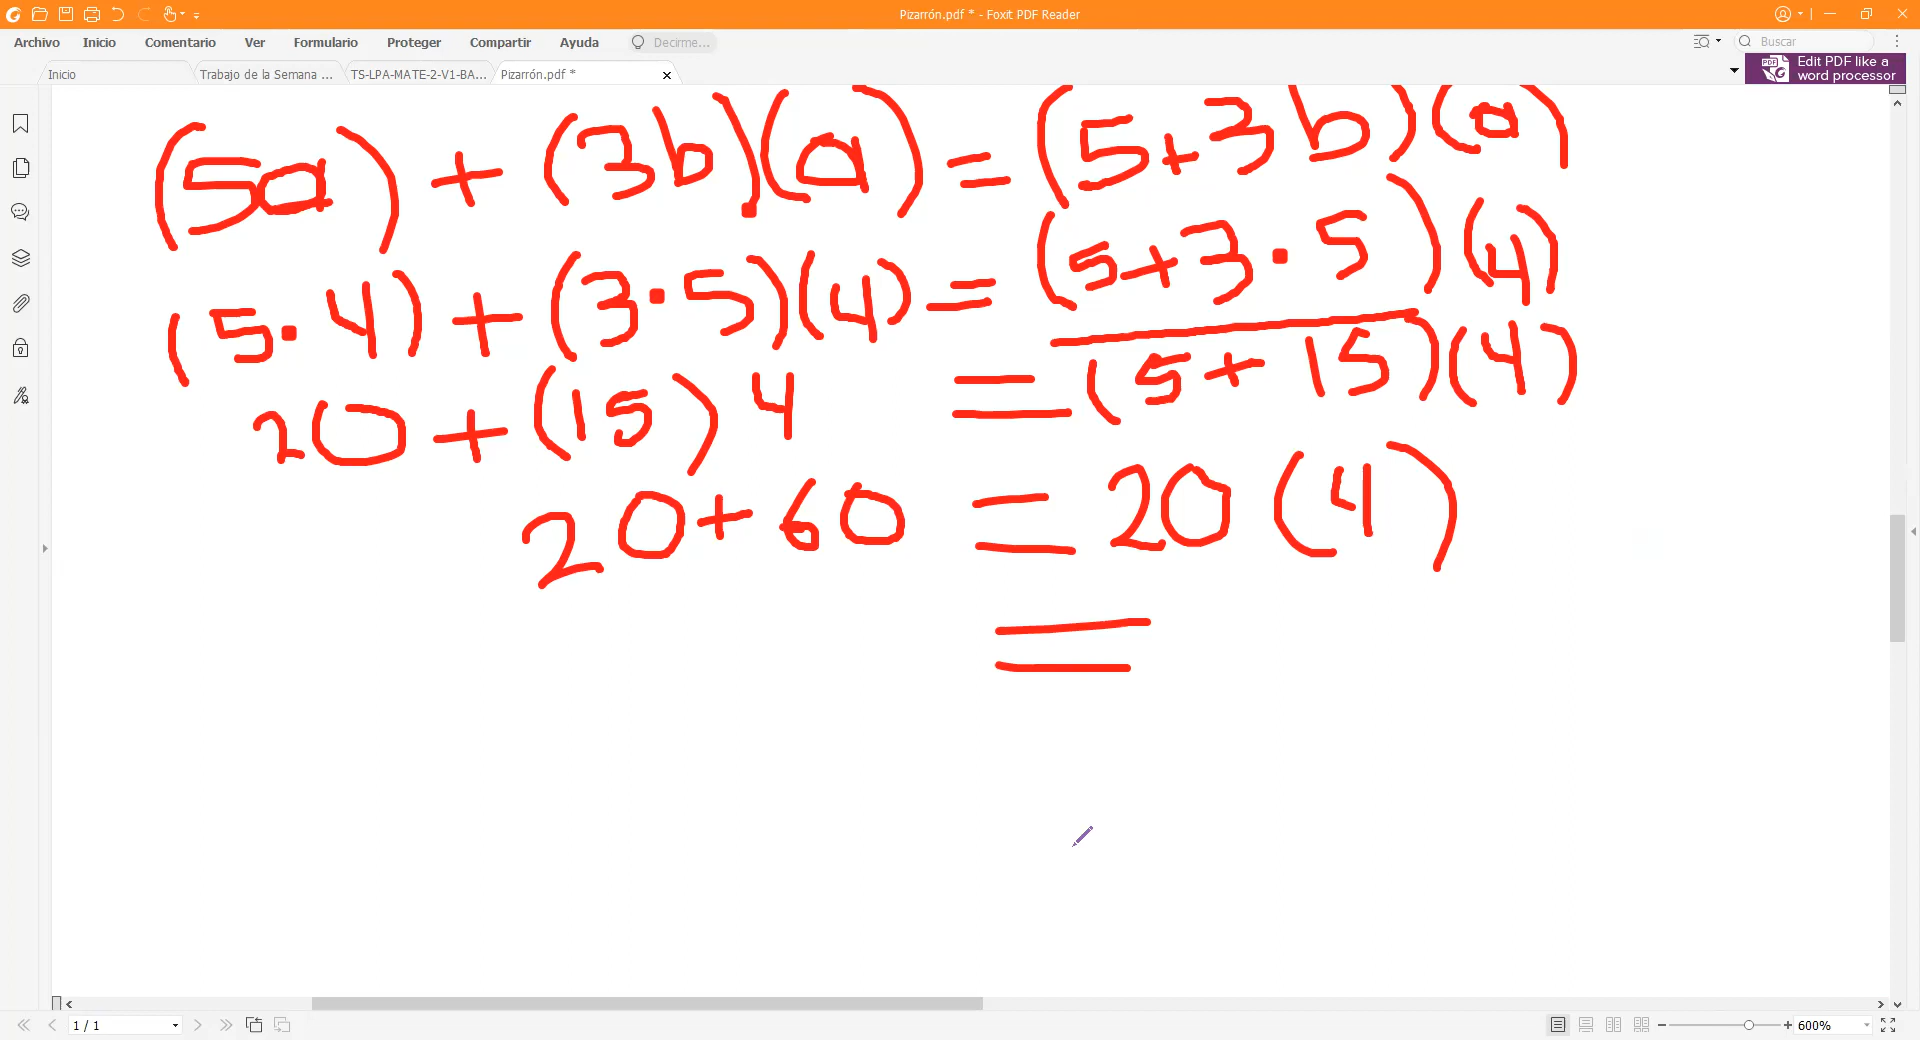 Pizarrón.pdf * - Foxit PDF Reader
Archivo Inicio Comentario Ver Formulario Proteger Compartir Ayuda Decirme... Buscar
Inicio Trabajo de la Semana ... TS-LPA-MATE-2-V1-BA... Pizarrón.pdf *
Edit PDF like a
word processor
(5a) + (3b).(a) = (5+3b)(a)
(5·4) + (3·5)(4) = (5+3·5)(4)
20 + (15)4 = (5+15)(4)
20+60 = 20(4)
=
1 / 1 600%